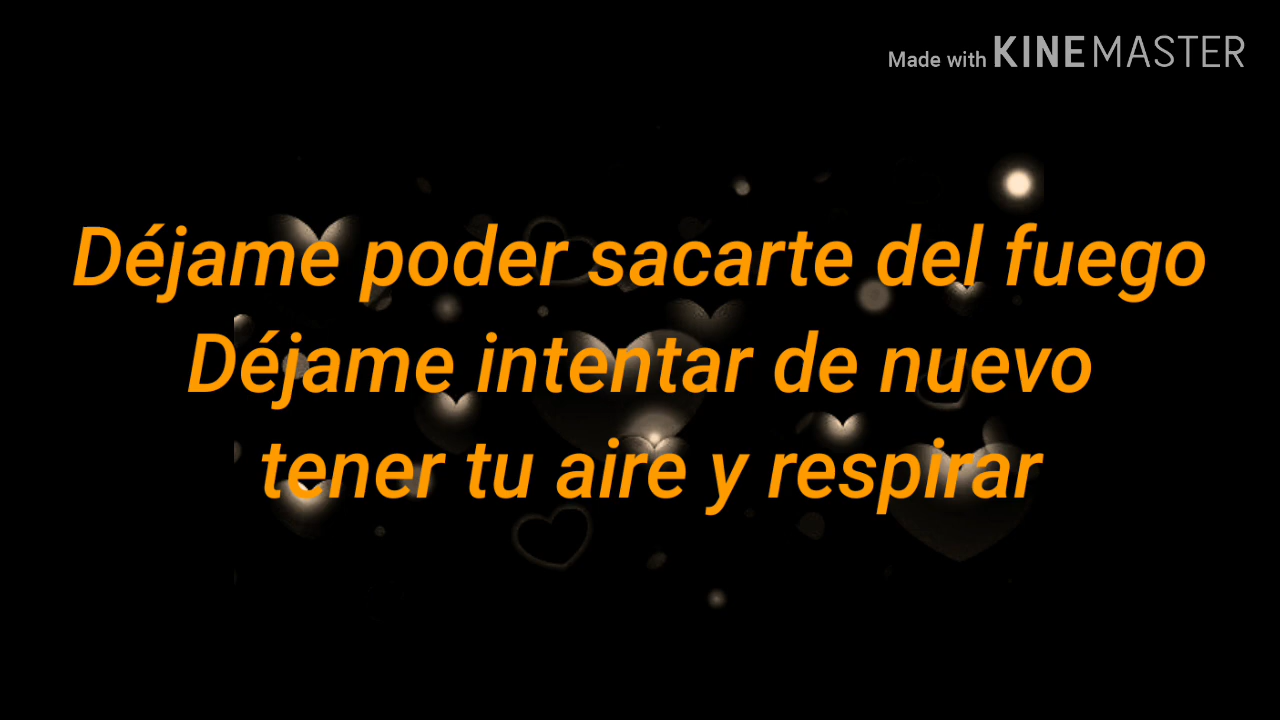 Made with KINEMASTER
Déjame poder sacarte del fuego
Déjame intentar de nuevo
tener tu aire y respirar